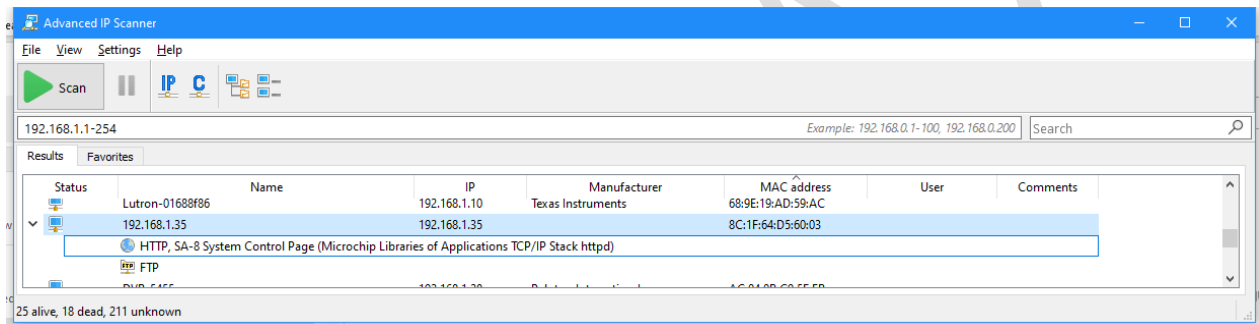 Advanced IP Scanner
File View Settings Help
Scan IP C
192.168.1.1-254 Example: 192.168.0.1-100, 192.168.0.200 Search
Results Favorites
Status Name IP Manufacturer MAC address User Comments
Lutron-01688f86 192.168.1.10 Texas Instruments 68:9E:19:AD:59:AC
192.168.1.35 192.168.1.35 8C:1F:64:D5:60:03
HTTP, SA-8 System Control Page (Microchip Libraries of Applications TCP/IP Stack httpd)
FTP FTP
25 alive, 18 dead, 211 unknown